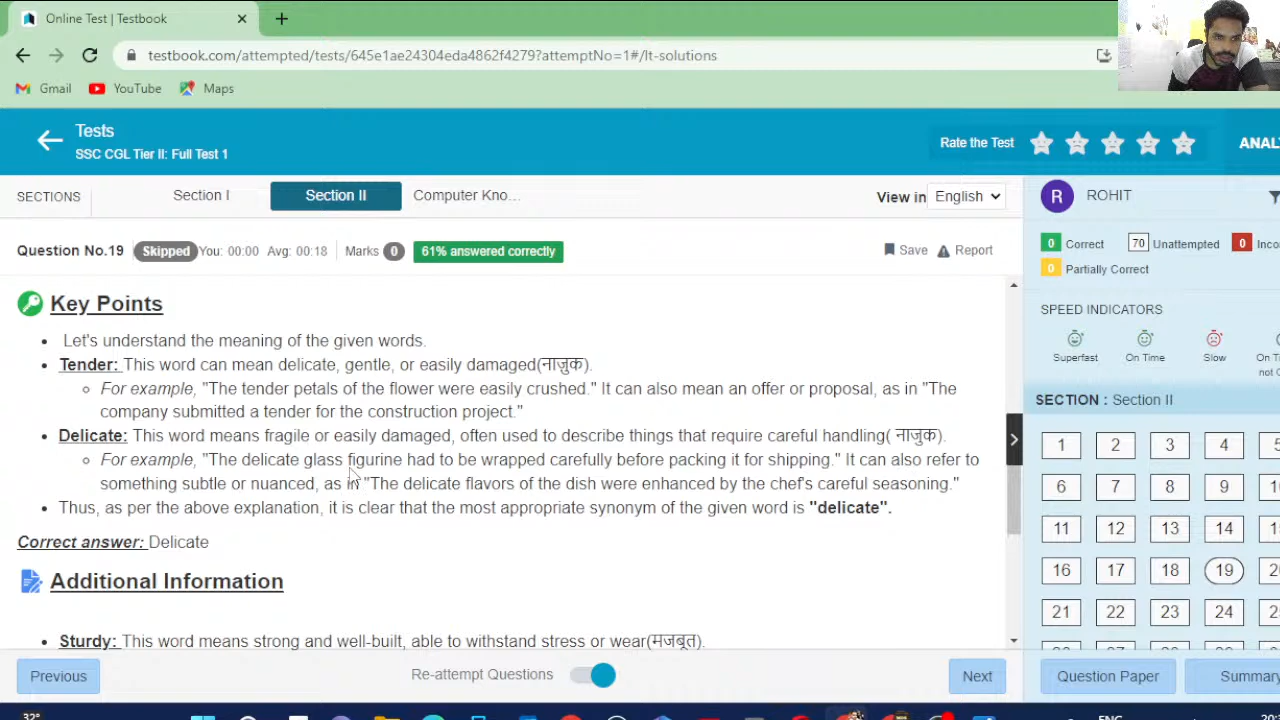 Online Test | Testbook
testbook.com/attempted/tests/645e1ae24304eda4862f4279?attemptNo=1#/lt-solutions
Gmail YouTube Maps
Tests
SSC CGL Tier II: Full Test 1
Rate the Test
SECTIONS Section I Section II Computer Kno... View in English
Question No.19 Skipped You: 00:00 Avg: 00:18 Marks 0 61% answered correctly Save Report
Key Points
Let's understand the meaning of the given words.
Tender: This word can mean delicate, gentle, or easily damaged(नाज़ुक).
For example, "The tender petals of the flower were easily crushed." It can also mean an offer or proposal, as in "The
company submitted a tender for the construction project."
Delicate: This word means fragile or easily damaged, often used to describe things that require careful handling( नाजुक).
For example, "The delicate glass figurine had to be wrapped carefully before packing it for shipping." It can also refer to
something subtle or nuanced, as in "The delicate flavors of the dish were enhanced by the chef's careful seasoning."
Thus, as per the above explanation, it is clear that the most appropriate synonym of the given word is "delicate".
Correct answer: Delicate
Additional Information
Sturdy: This word means strong and well-built, able to withstand stress or wear(मजबूत).
Previous Re-attempt Questions Next
R ROHIT
0 Correct 70 Unattempted 0
0 Partially Correct
SPEED INDICATORS
Superfast On Time Slow
SECTION : Section II
1 2 3 4 5
6 7 8 9
11 12 13 14
16 17 18 19
21 22 23 24
Question Paper Summary
32°
ENG